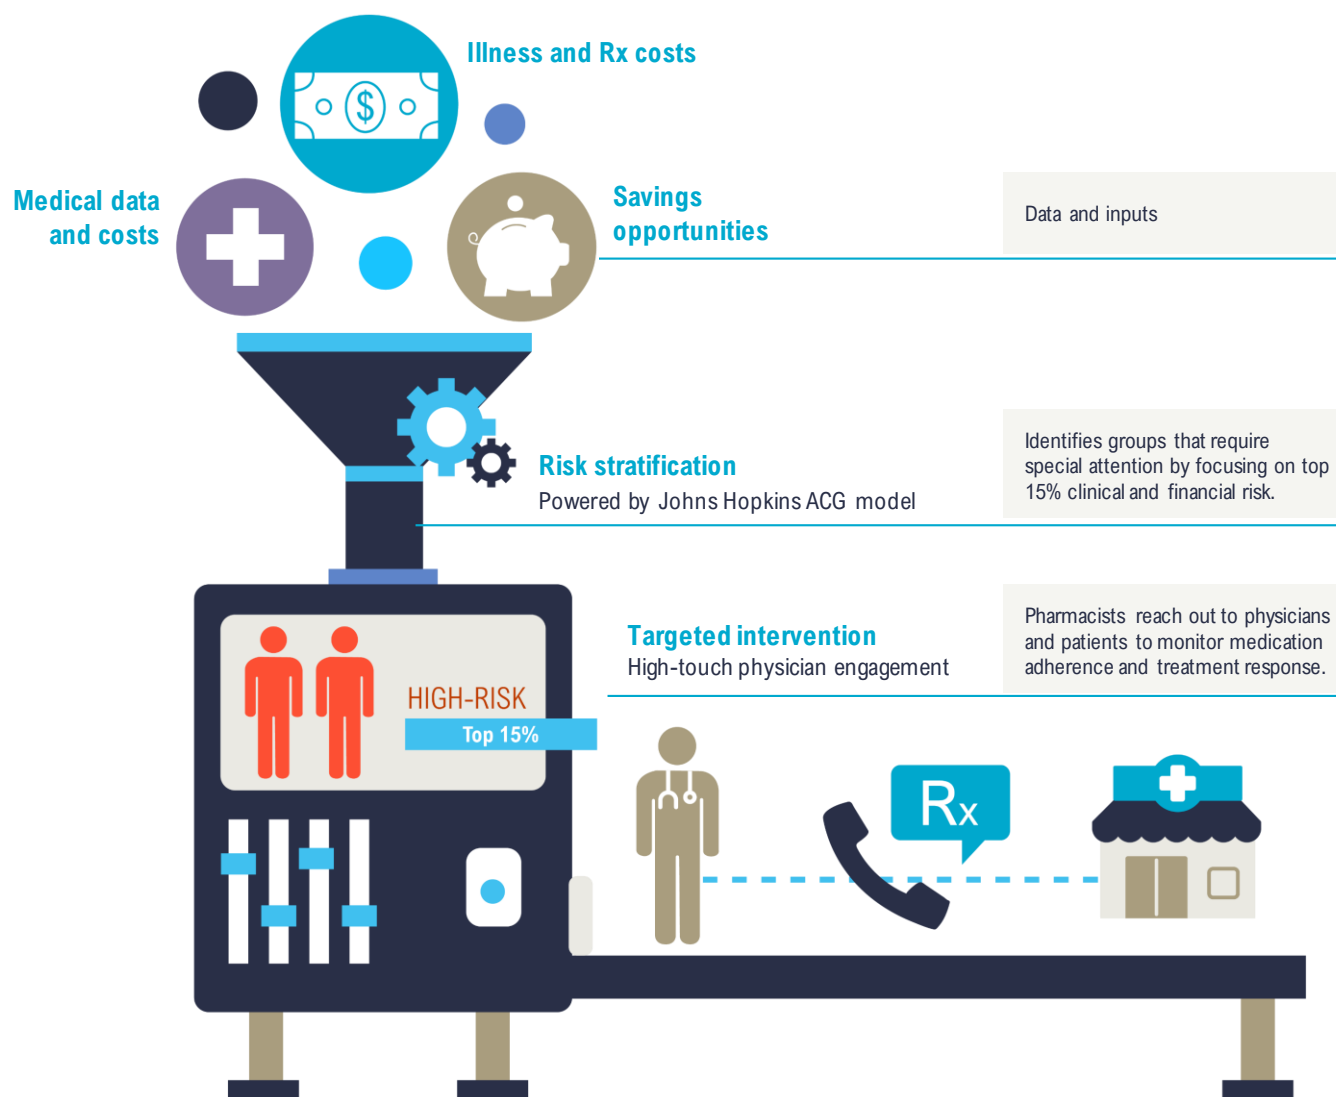 Illness and Rx costs
$
Medical data
and costs
Savings
opportunities
Data and inputs
Risk stratification
Powered by Johns Hopkins ACG model
Identifies groups that require
special attention by focusing on top
15% clinical and financial risk.
Targeted intervention
High-touch physician engagement
Pharmacists reach out to physicians
and patients to monitor medication
adherence and treatment response.
HIGH-RISK
Top 15%
Rx